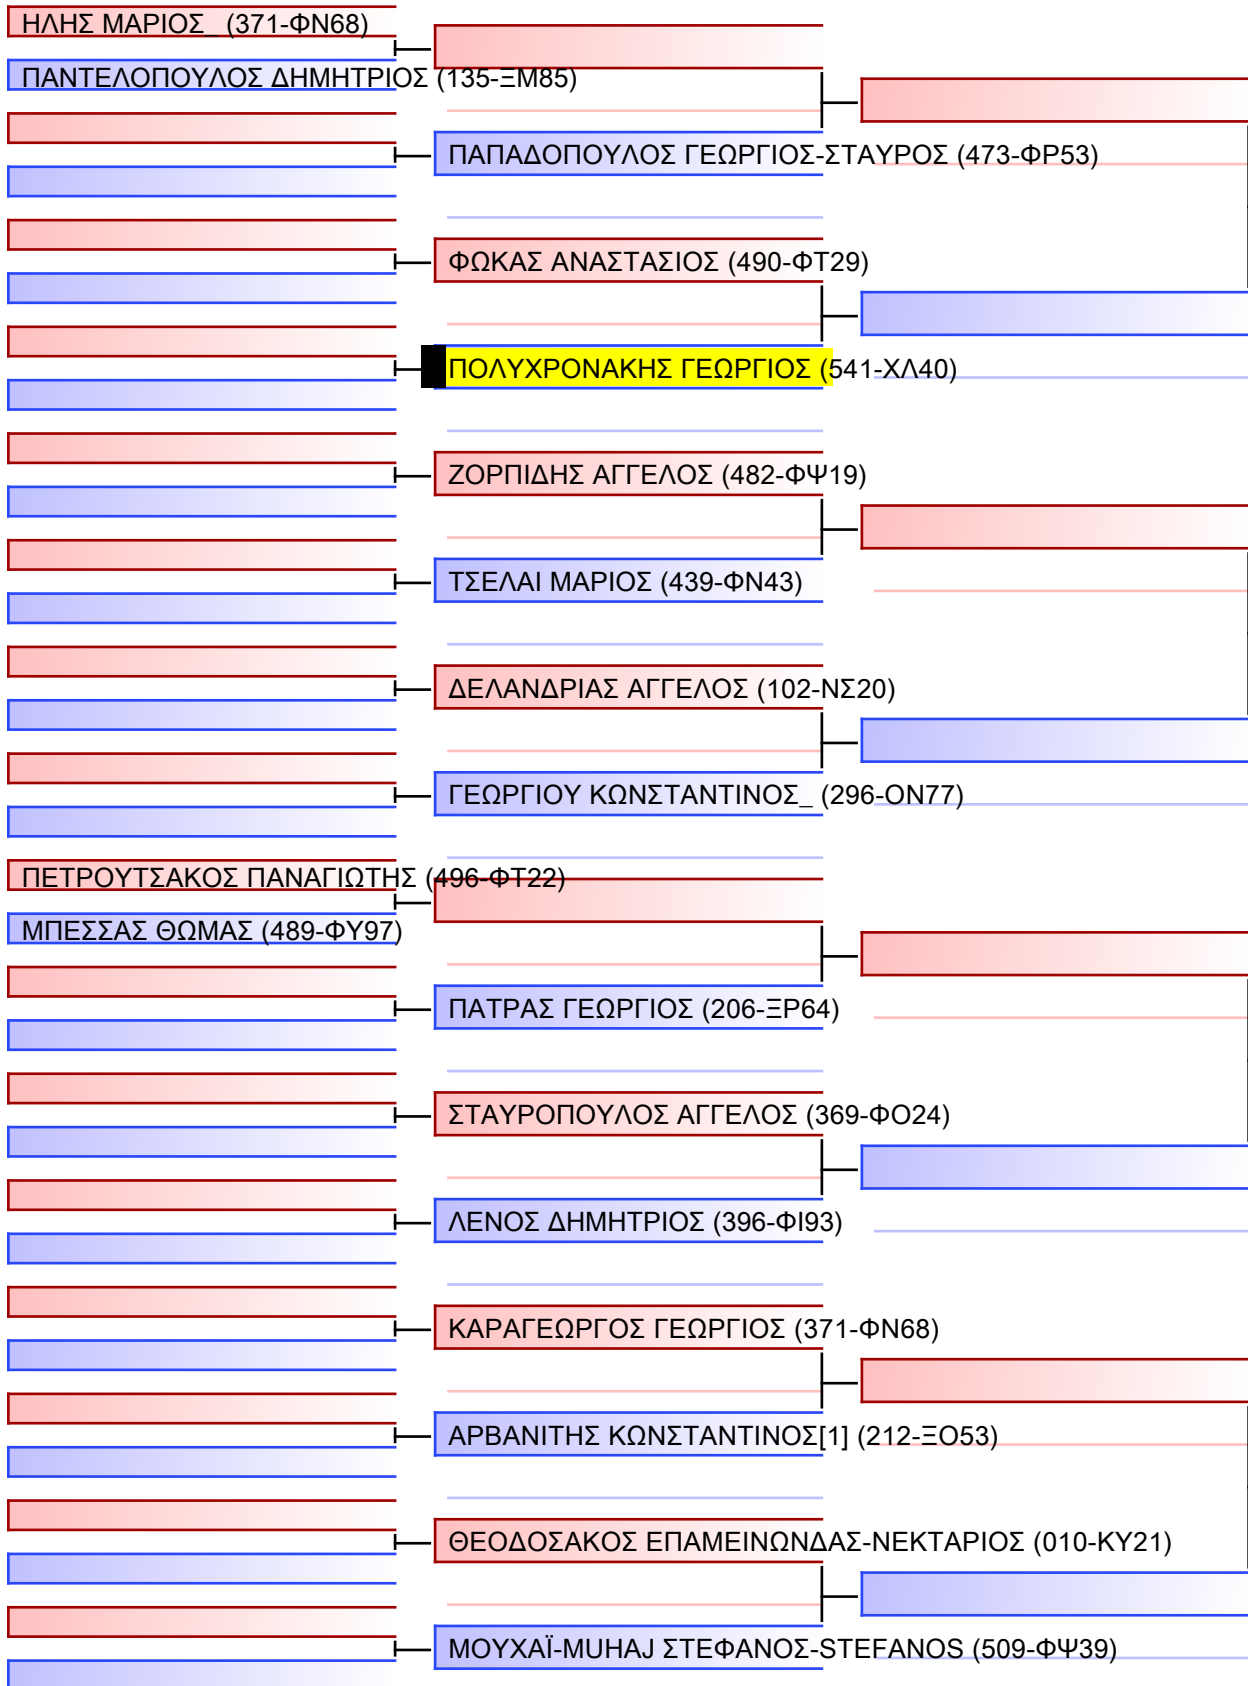 ΗΛΗΣ ΜΑΡΙΟΣ_ (371-ΦΝ68)
ΠΑΝΤΕΛΟΠΟΥΛΟΣ ΔΗΜΗΤΡΙΟΣ (135-ΞΜ85)
ΠΑΠΑΔΟΠΟΥΛΟΣ ΓΕΩΡΓΙΟΣ-ΣΤΑΥΡΟΣ (473-ΦΡ53)
ΦΩΚΑΣ ΑΝΑΣΤΑΣΙΟΣ (490-ΦΤ29)
ΠΟΛΥΧΡΟΝΑΚΗΣ ΓΕΩΡΓΙΟΣ (541-ΧΛ40)
ΖΟΡΠΙΔΗΣ ΑΓΓΕΛΟΣ (482-ΦΨ19)
ΤΣΕΛΑΙ ΜΑΡΙΟΣ (439-ΦΝ43)
ΔΕΛΑΝΔΡΙΑΣ ΑΓΓΕΛΟΣ (102-ΝΣ20)
ΓΕΩΡΓΙΟΥ ΚΩΝΣΤΑΝΤΙΝΟΣ_ (296-ΟΝ77)
ΠΕΤΡΟΥΤΣΑΚΟΣ ΠΑΝΑΓΙΩΤΗΣ (496-ΦΤ22)
ΜΠΕΣΣΑΣ ΘΩΜΑΣ (489-ΦΥ97)
ΠΑΤΡΑΣ ΓΕΩΡΓΙΟΣ (206-ΞΡ64)
ΣΤΑΥΡΟΠΟΥΛΟΣ ΑΓΓΕΛΟΣ (369-ΦΟ24)
ΛΕΝΟΣ ΔΗΜΗΤΡΙΟΣ (396-ΦΙ93)
ΚΑΡΑΓΕΩΡΓΟΣ ΓΕΩΡΓΙΟΣ (371-ΦΝ68)
ΑΡΒΑΝΙΤΗΣ ΚΩΝΣΤΑΝΤΙΝΟΣ[1] (212-ΞΟ53)
ΘΕΟΔΟΣΑΚΟΣ ΕΠΑΜΕΙΝΩΝΔΑΣ-ΝΕΚΤΑΡΙΟΣ (010-ΚΥ21)
ΜΟΥΧΑΪ-MUHAJ ΣΤΕΦΑΝΟΣ-STEFANOS (509-ΦΨ39)